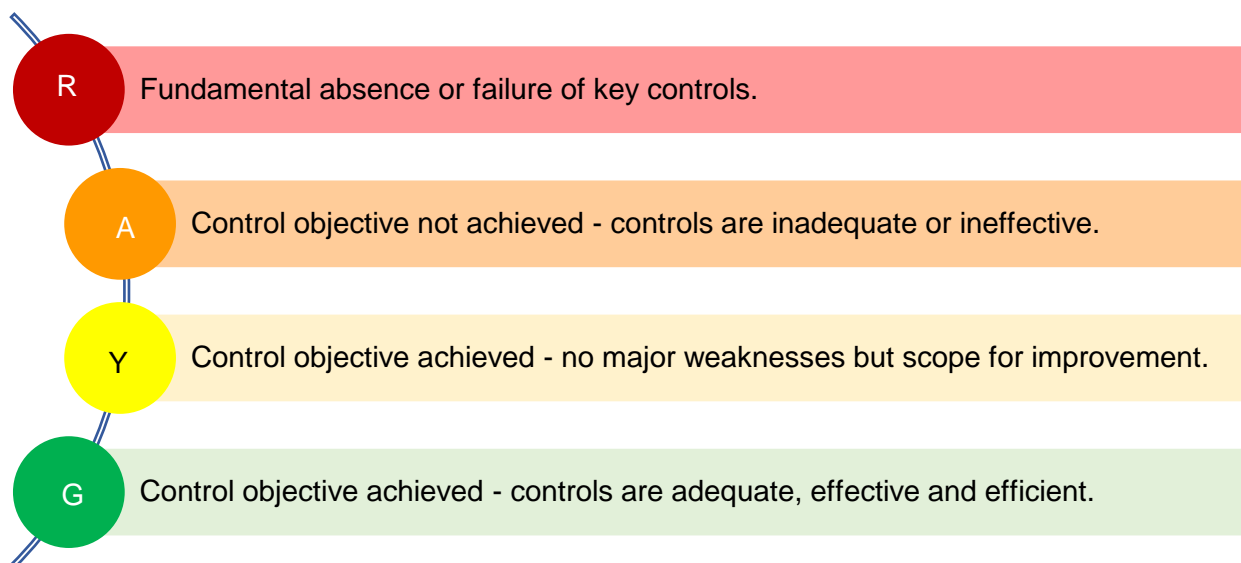 R
Fundamental absence or failure of key controls.
A
Control objective not achieved - controls are inadequate or ineffective.
Y
Control objective achieved - no major weaknesses but scope for improvement.
G
Control objective achieved - controls are adequate, effective and efficient.